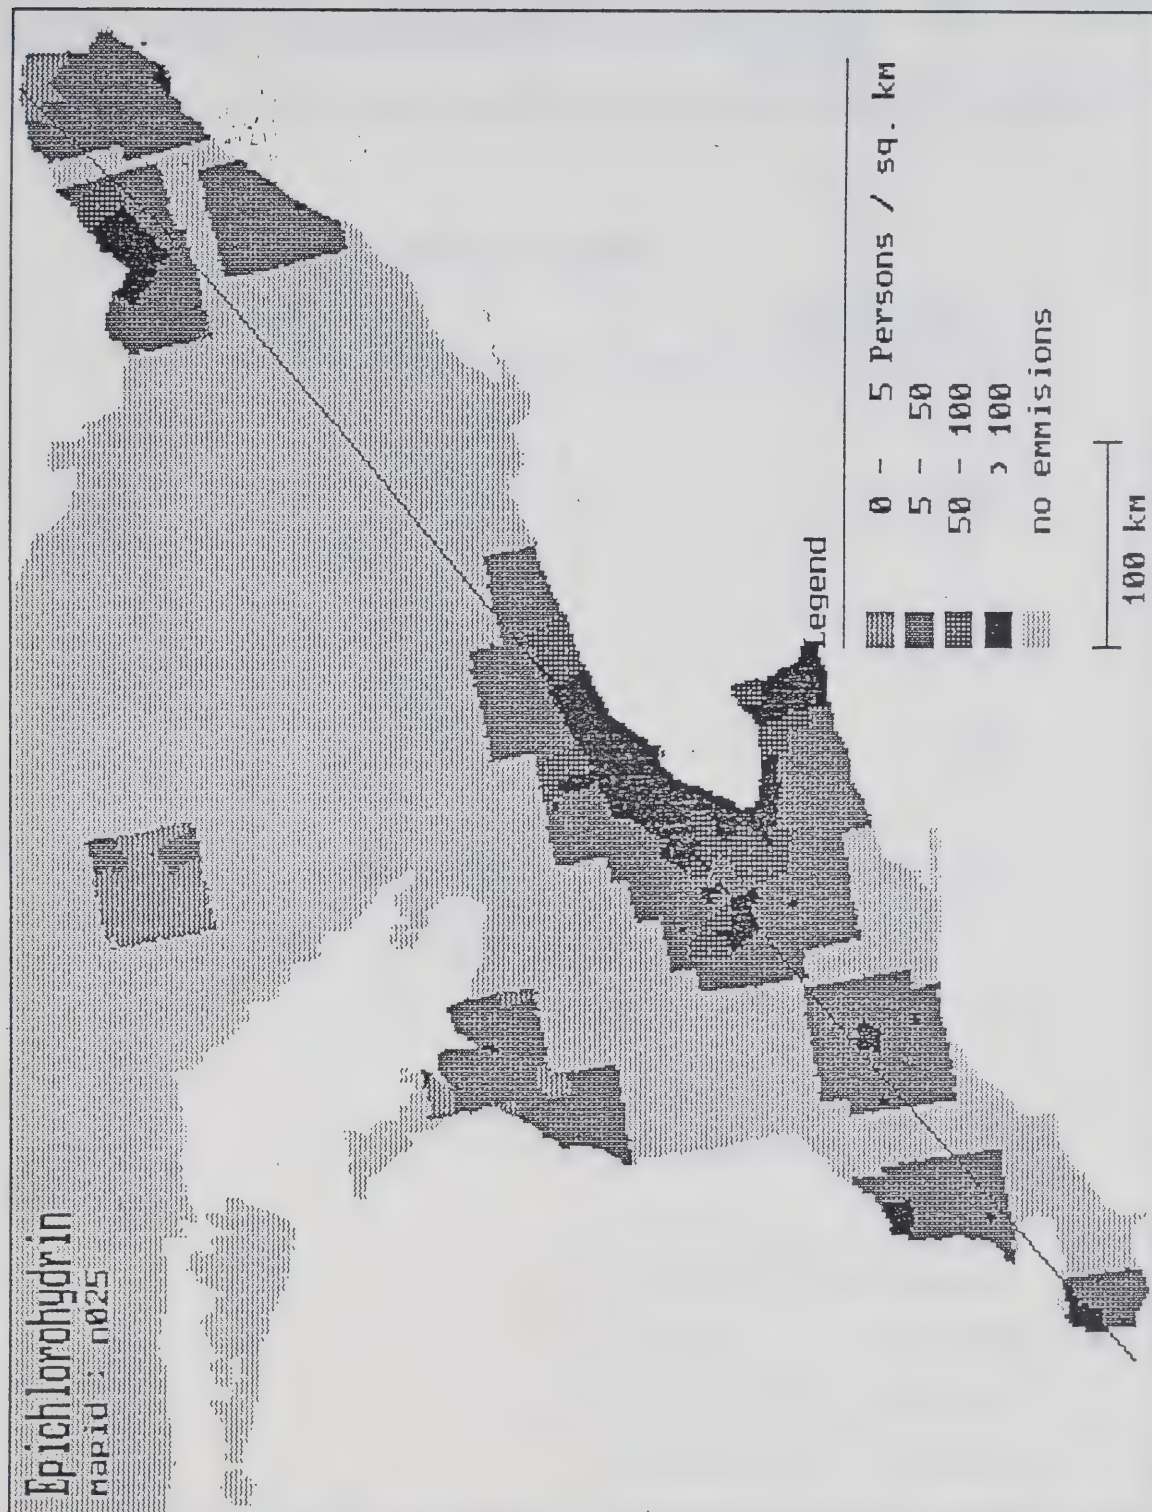 Epichlorohydrin
mapid : n025
Legend
0 - 5 Persons / sq. km
5 - 50
50 - 100
> 100
no emmisions
100 km